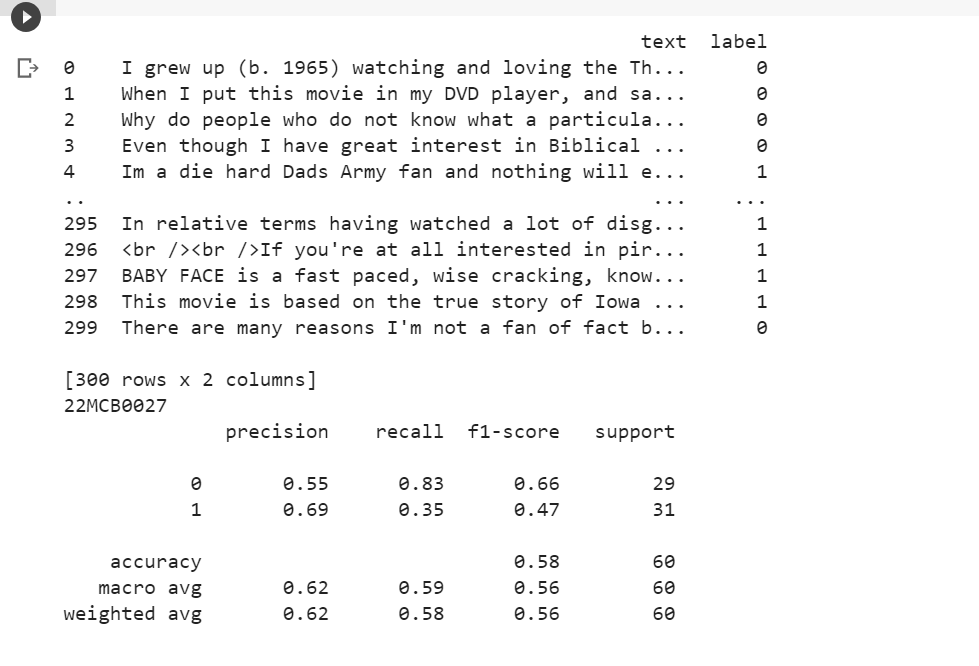 text label
0 I grew up (b. 1965) watching and loving the Th... 0
1 When I put this movie in my DVD player, and sa... 0
2 Why do people who do not know what a particula... 0
3 Even though I have great interest in Biblical ... 0
4 Im a die hard Dads Army fan and nothing will e... 1
.. ... ...
295 In relative terms having watched a lot of disg... 1
296 <br /><br />If you're at all interested in pir... 1
297 BABY FACE is a fast paced, wise cracking, know... 1
298 This movie is based on the true story of Iowa ... 1
299 There are many reasons I'm not a fan of fact b... 0
[300 rows x 2 columns]
22MCB0027
precision recall f1-score support
0 0.55 0.83 0.66 29
1 0.69 0.35 0.47 31
accuracy 0.58 60
macro avg 0.62 0.59 0.56 60
weighted avg 0.62 0.58 0.56 60